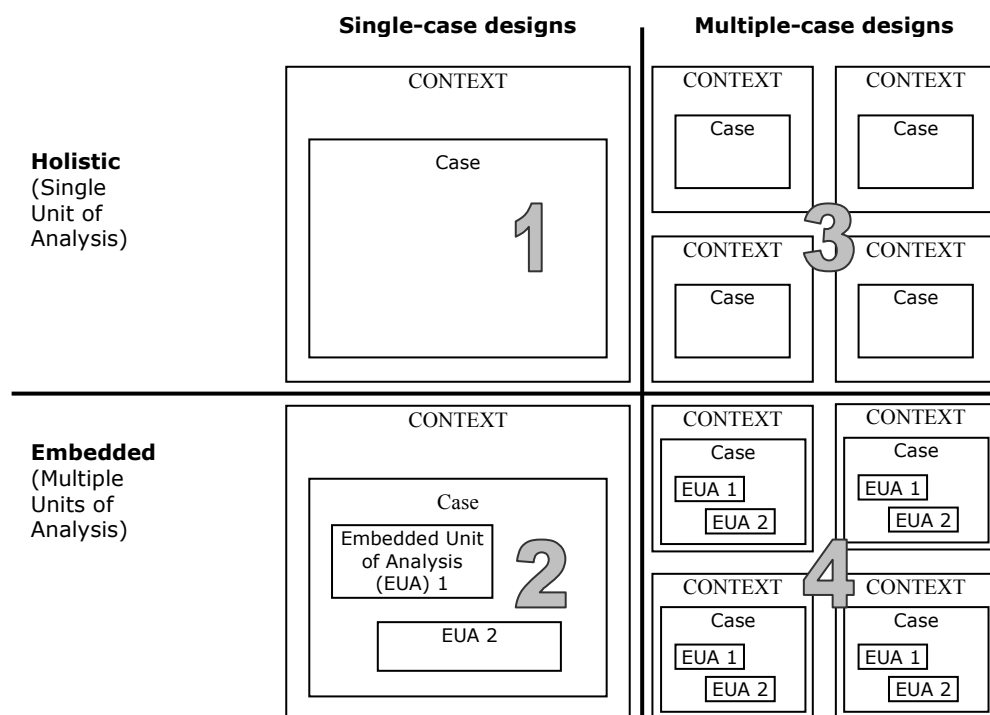 Single-case designs
Multiple-case designs
Holistic
(Single
Unit of
Analysis)
CONTEXT
Case
1
CONTEXT
Case
CONTEXT
Case
3
CONTEXT
Case
CONTEXT
Case
Embedded
(Multiple
Units of
Analysis)
CONTEXT
Case
Embedded Unit
of Analysis
(EUA) 1
EUA 2
2
CONTEXT
Case
EUA 1
EUA 2
CONTEXT
Case
EUA 1
EUA 2
4
CONTEXT
Case
EUA 1
EUA 2
CONTEXT
Case
EUA 1
EUA 2